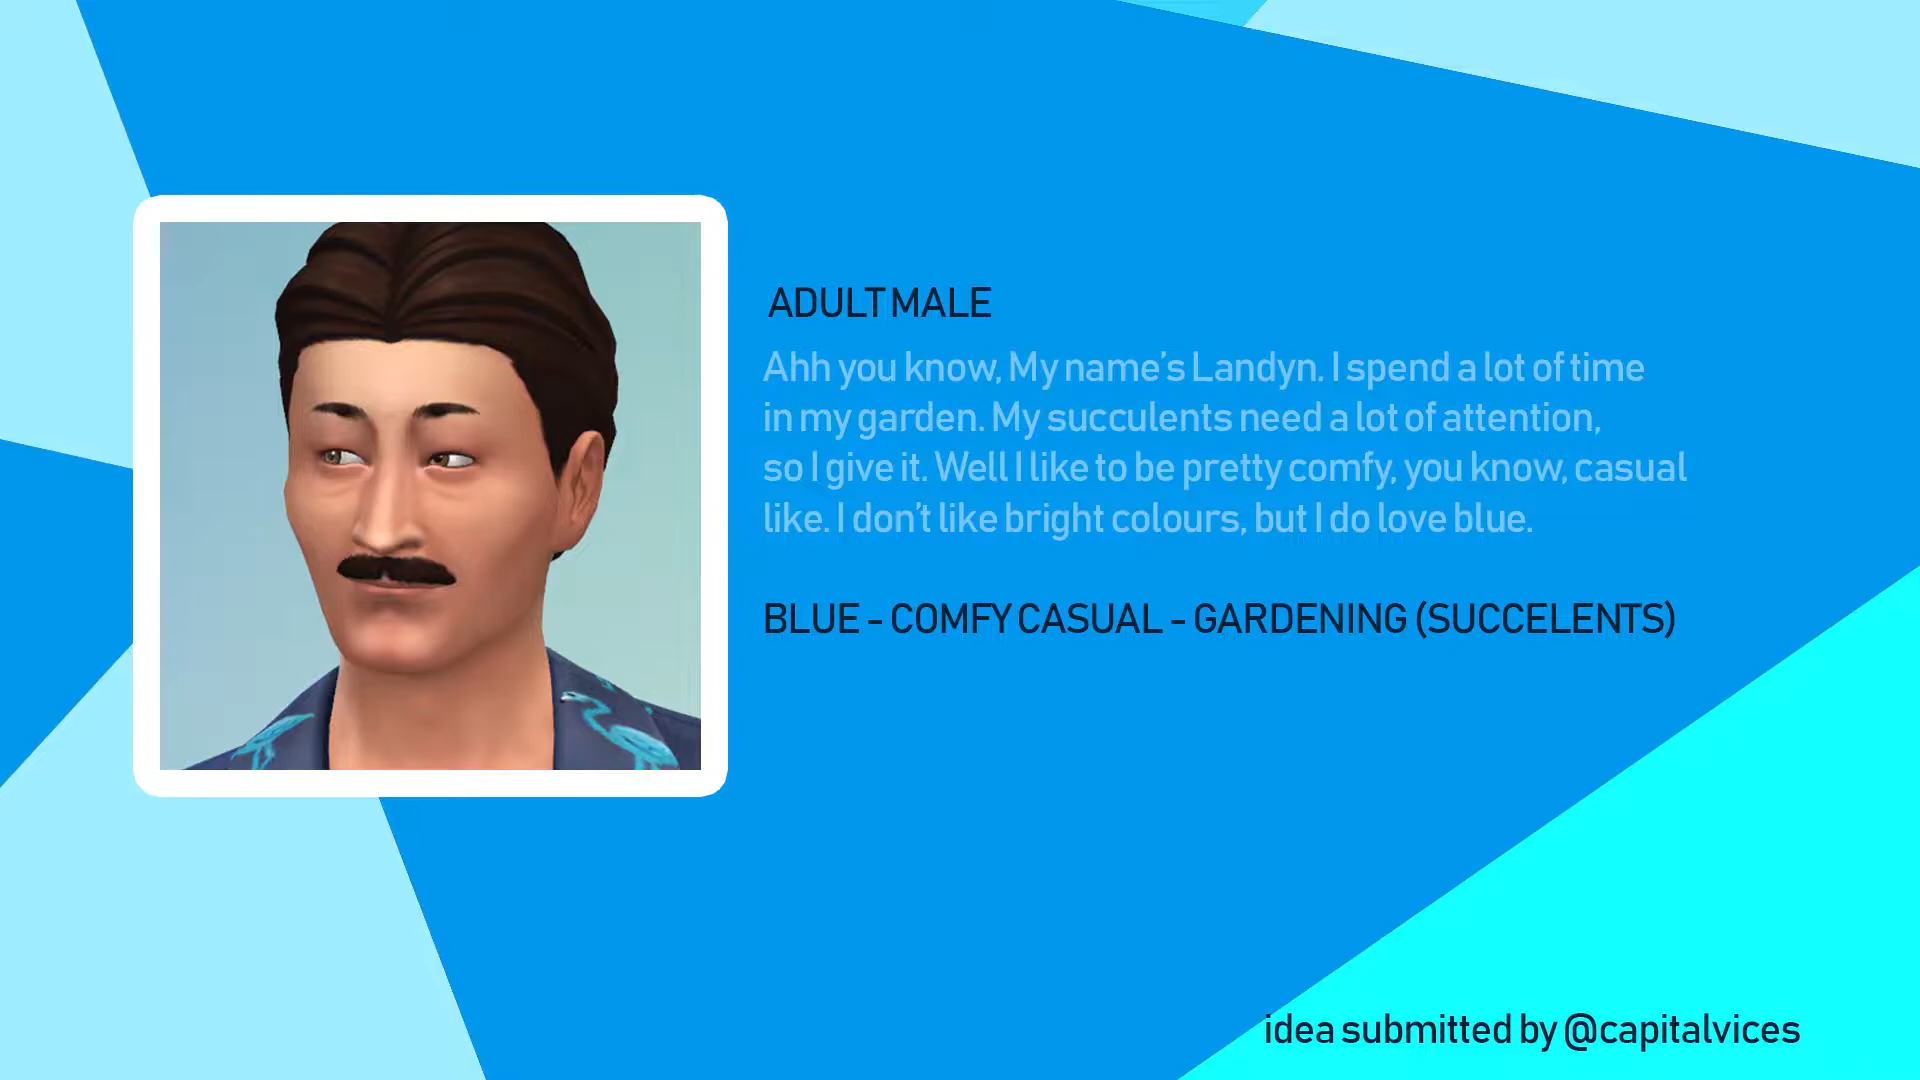 ADULT MALE
Ahh you know, My name's Landyn. I spend a lot of time
in my garden. My succulents need a lot of attention,
so I give it. Well I like to be pretty comfy, you know, casual
like. I don't like bright colours, but I do love blue.
BLUE - COMFY CASUAL - GARDENING (SUCCELENTS)
idea submitted by @capitalvices